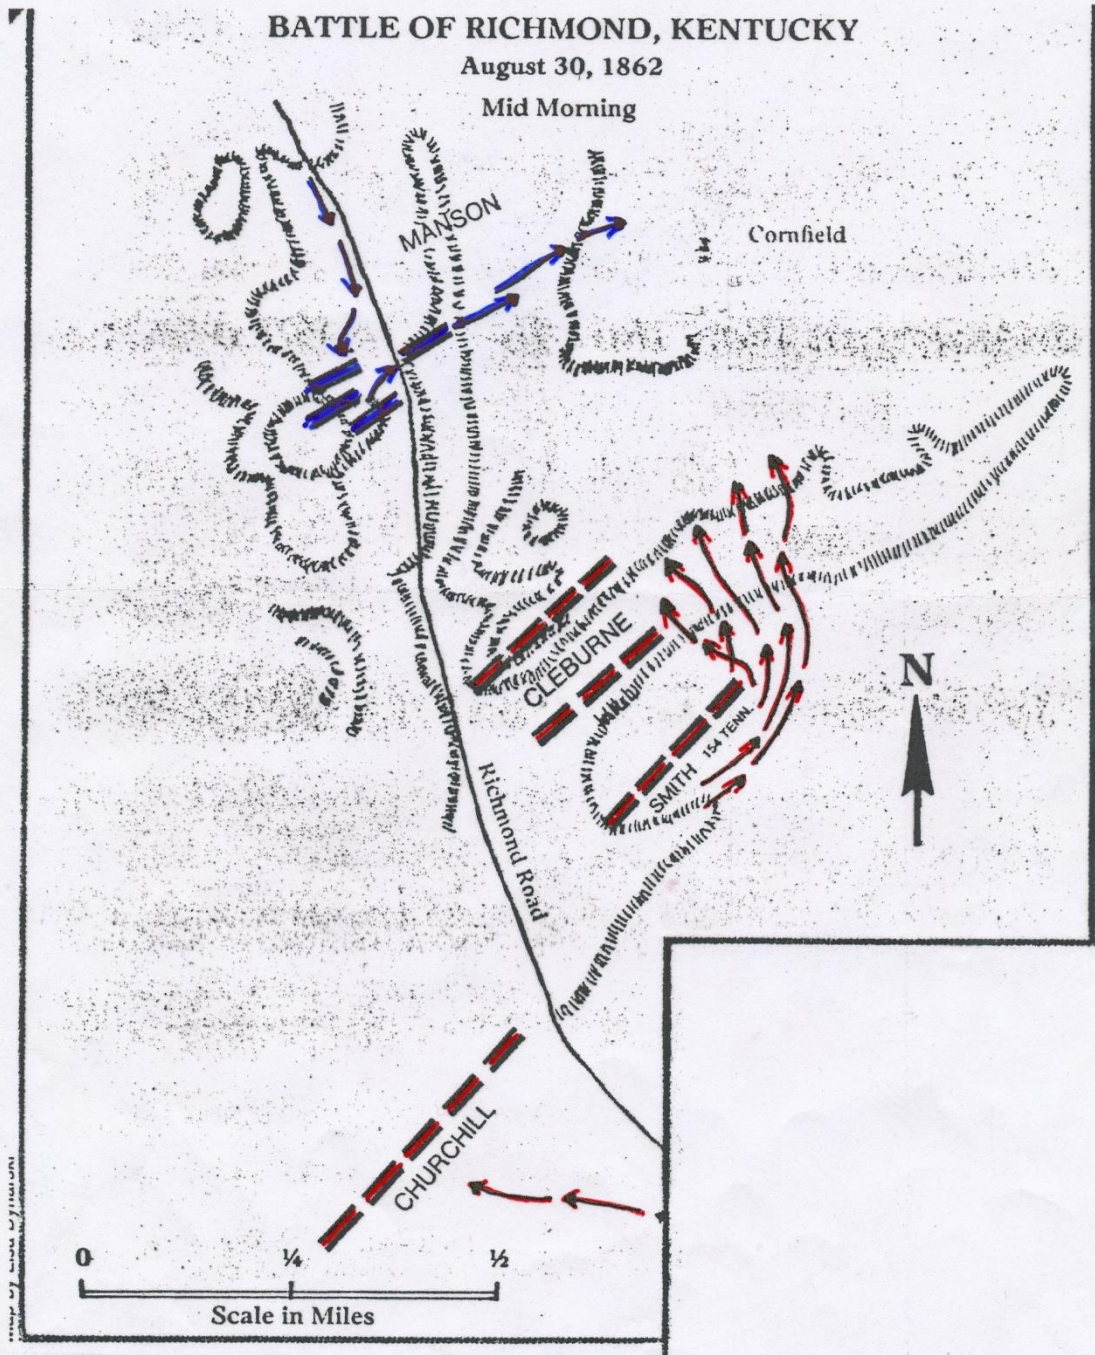 BATTLE OF RICHMOND, KENTUCKY
August 30, 1862
Mid Morning
MANSON
Cornfield
CLEBURNE
154 TENN.
SMITH
N
Richmond Road
CHURCHILL
0 ¼ ½
Scale in Miles